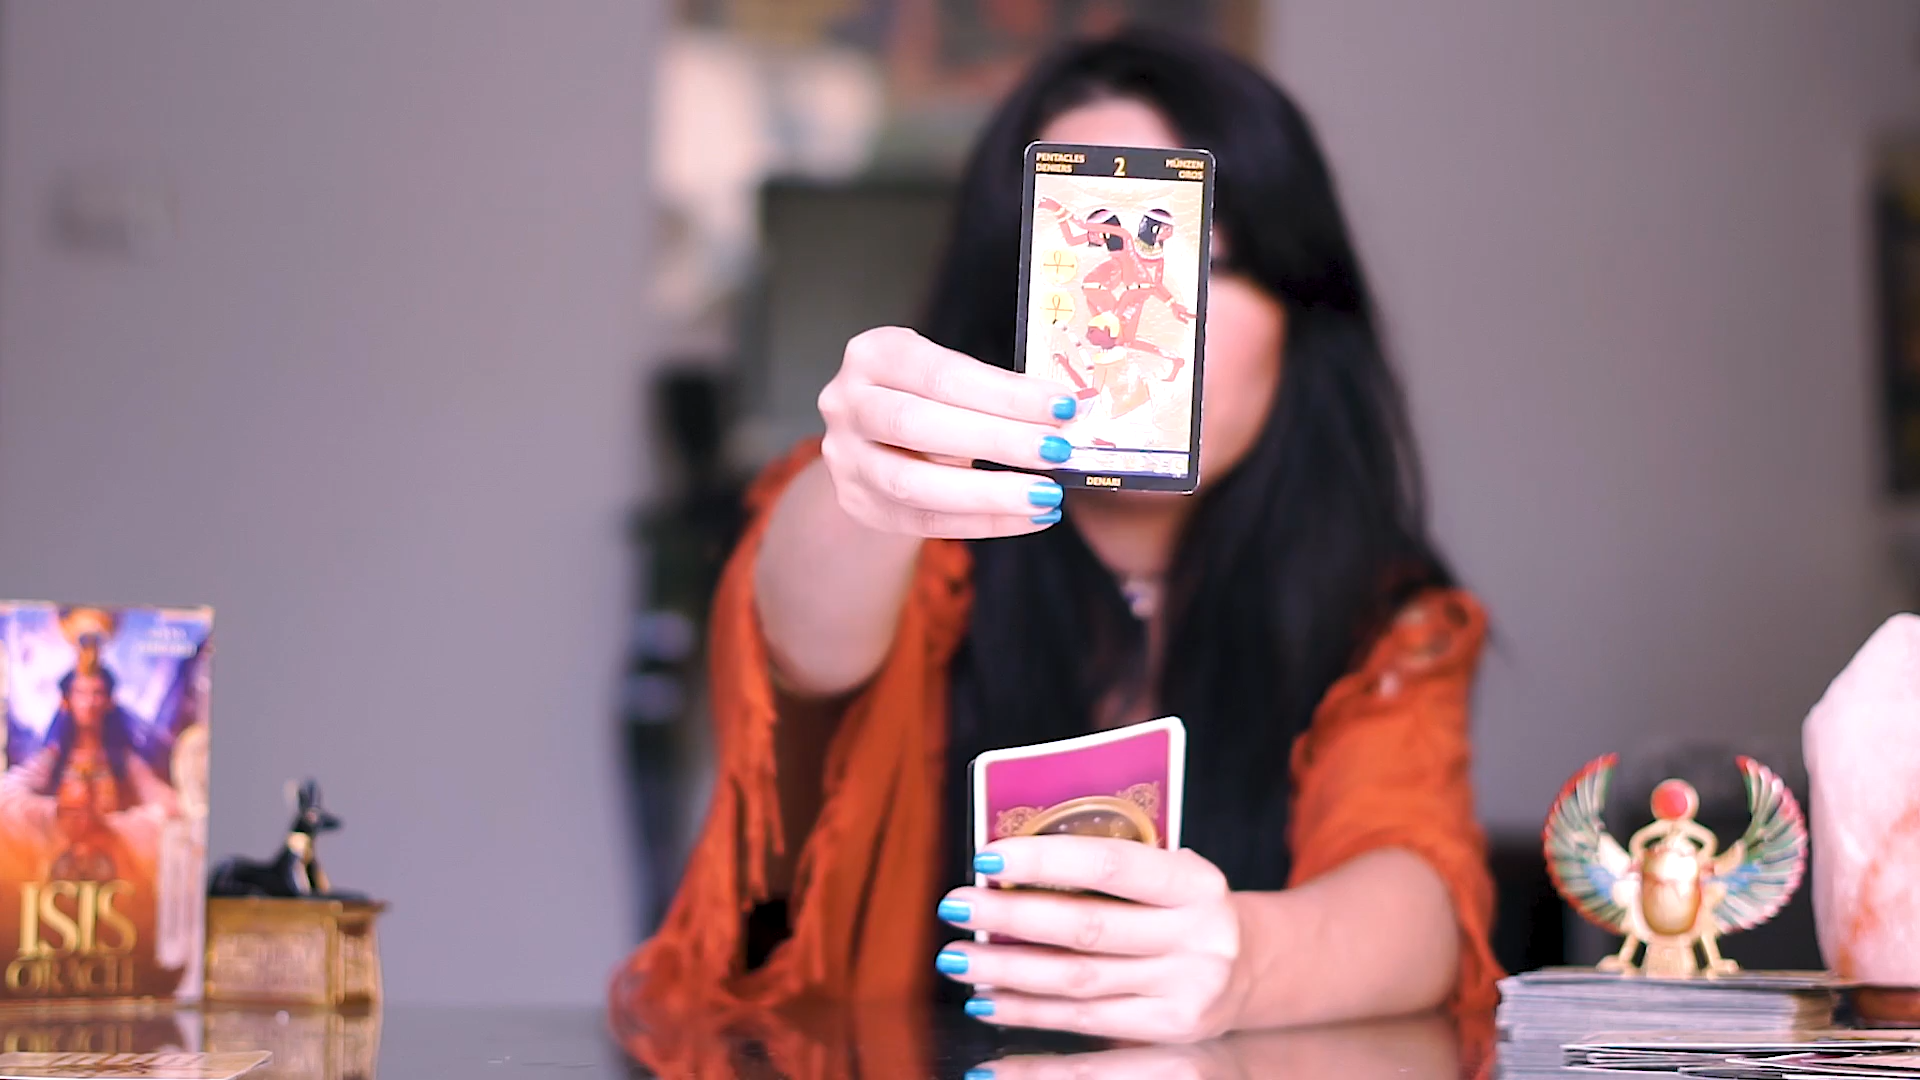 PENTACLES
DENIERS
2
MÜNZEN
OROS
DENARI
ISIS
ORACLE